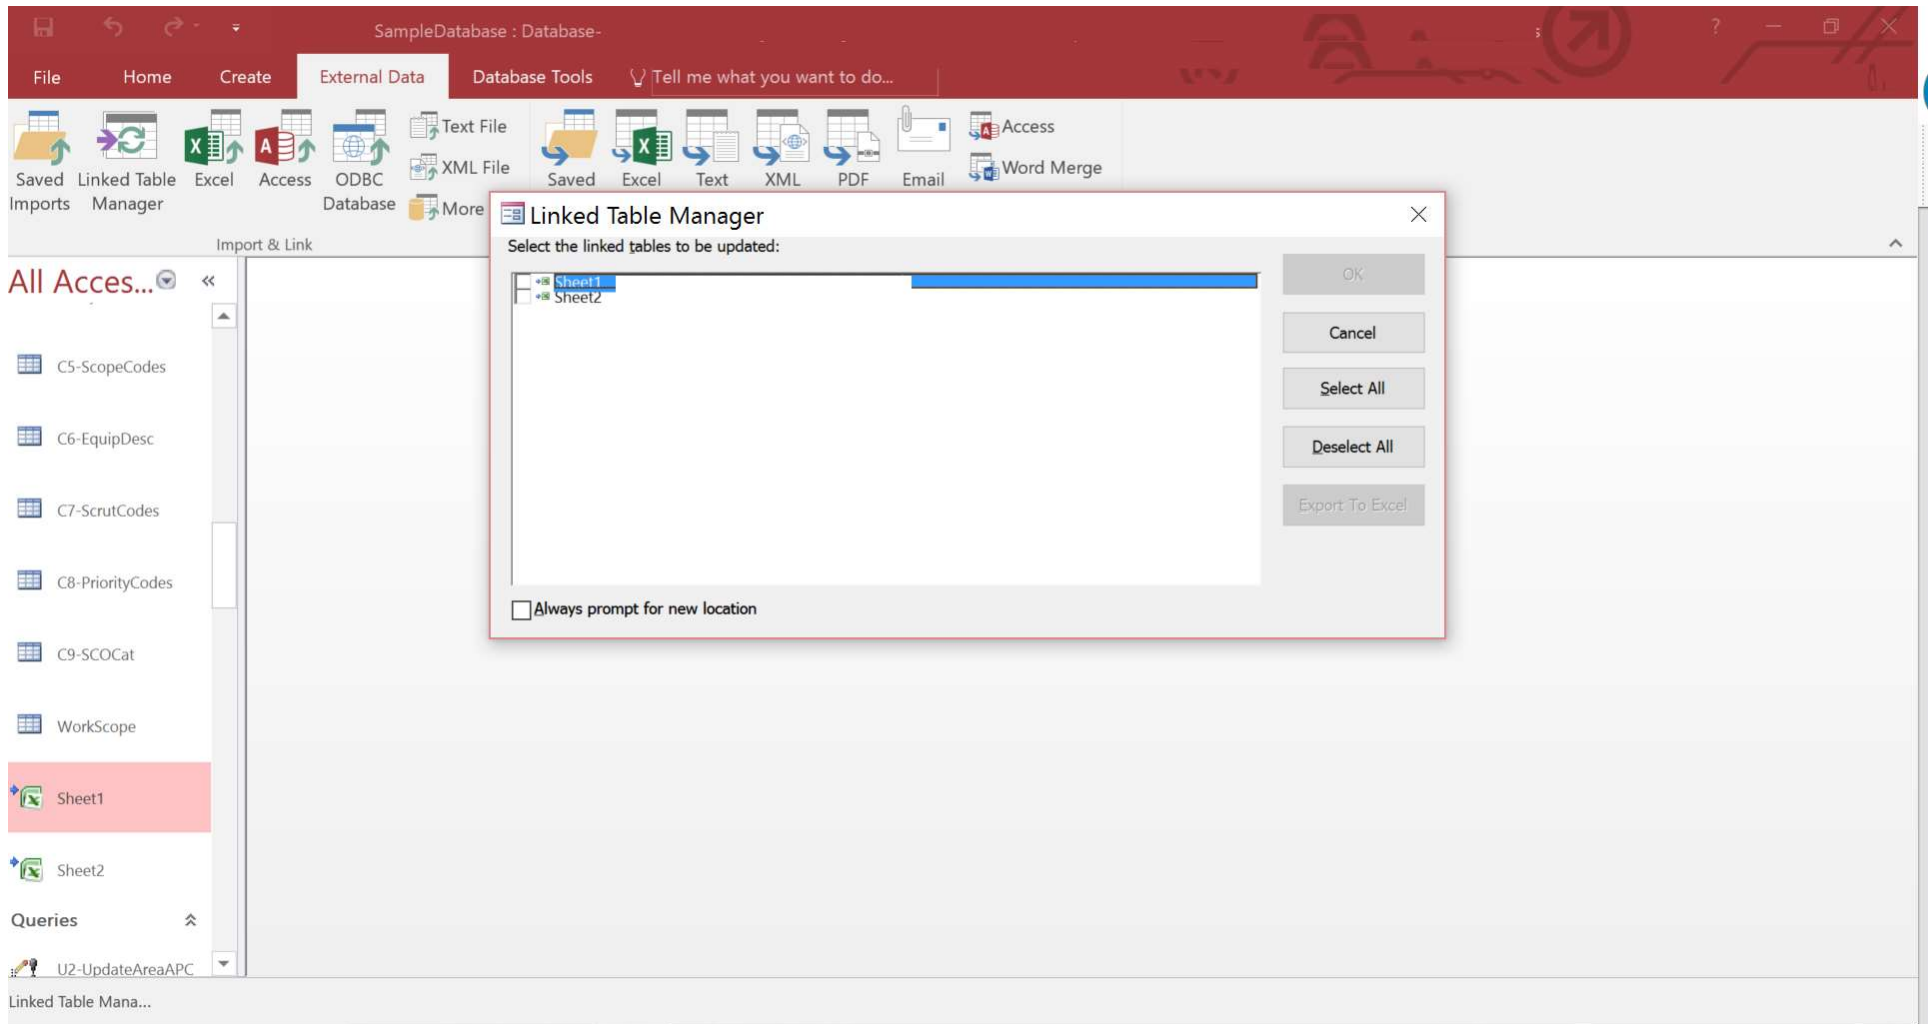 SampleDatabase : Database-
?
File Home Create External Data Database Tools Tell me what you want to do...
Saved Imports
Linked Table Manager
Excel
Access
ODBC Database
Text File
XML File
More
Saved
Excel
Text
XML
PDF
Email
Access
Word Merge
Import & Link
Linked Table Manager
Select the linked tables to be updated:
Sheet1
Sheet2
OK
Cancel
Select All
Deselect All
Export To Excel
Always prompt for new location
All Acces...
C5-ScopeCodes
C6-EquipDesc
C7-ScrutCodes
C8-PriorityCodes
C9-SCOCat
WorkScope
Sheet1
Sheet2
Queries
U2-UpdateAreaAPC
Linked Table Mana...